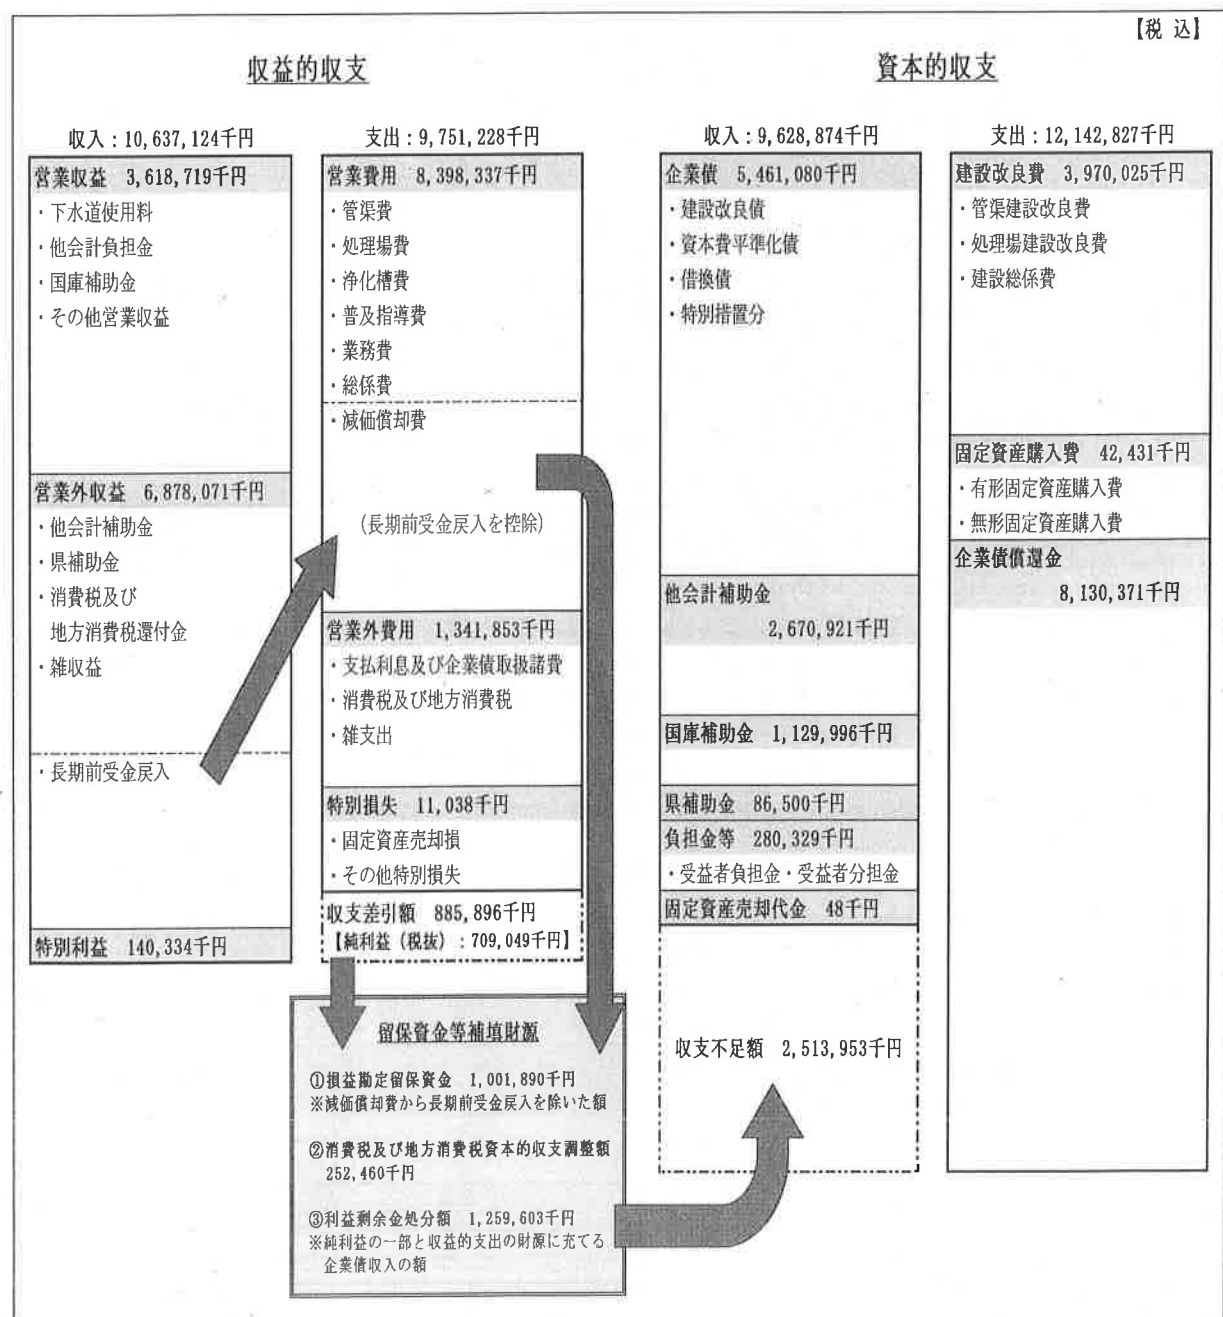 【税 込】
収益的収支
収入：10,637,124千円
営業収益 3,618,719千円
・下水道使用料
・他会計負担金
・国庫補助金
・その他営業収益
営業外収益 6,878,071千円
・他会計補助金
・県補助金
・消費税及び
地方消費税還付金
・雑収益
・長期前受金戻入
特別利益 140,334千円
支出：9,751,228千円
営業費用 8,398,337千円
・管渠費
・処理場費
・浄化槽費
・普及指導費
・業務費
・総係費
・減価償却費
（長期前受金戻入を控除）
営業外費用 1,341,853千円
・支払利息及び企業債取扱諸費
・消費税及び地方消費税
・雑支出
特別損失 11,038千円
・固定資産売却損
・その他特別損失
収支差引額 885,896千円
【純利益（税抜）：709,049千円】
留保資金等補填財源
①損益勘定留保資金 1,001,890千円
※減価償却費から長期前受金戻入を除いた額
②消費税及び地方消費税資本的収支調整額
252,460千円
③利益剰余金処分額 1,259,603千円
※純利益の一部と収益的支出の財源に充てる
企業債収入の額
資本的収支
収入：9,628,874千円
企業債 5,461,080千円
・建設改良債
・資本費平準化債
・借換債
・特別措置分
他会計補助金
2,670,921千円
国庫補助金 1,129,996千円
県補助金 86,500千円
負担金等 280,329千円
・受益者負担金・受益者分担金
固定資産売却代金 48千円
収支不足額 2,513,953千円
支出：12,142,827千円
建設改良費 3,970,025千円
・管渠建設改良費
・処理場建設改良費
・建設総係費
固定資産購入費 42,431千円
・有形固定資産購入費
・無形固定資産購入費
企業債償還金
8,130,371千円